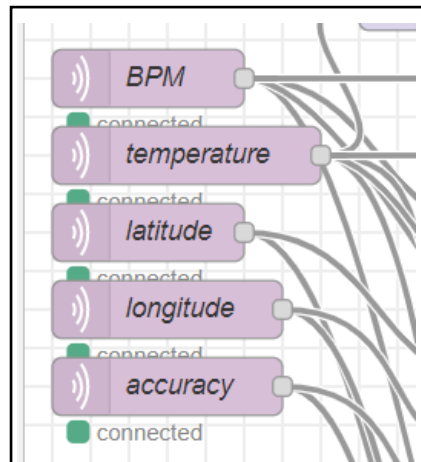 BPM
connected
temperature
connected
latitude
connected
longitude
connected
accuracy
connected